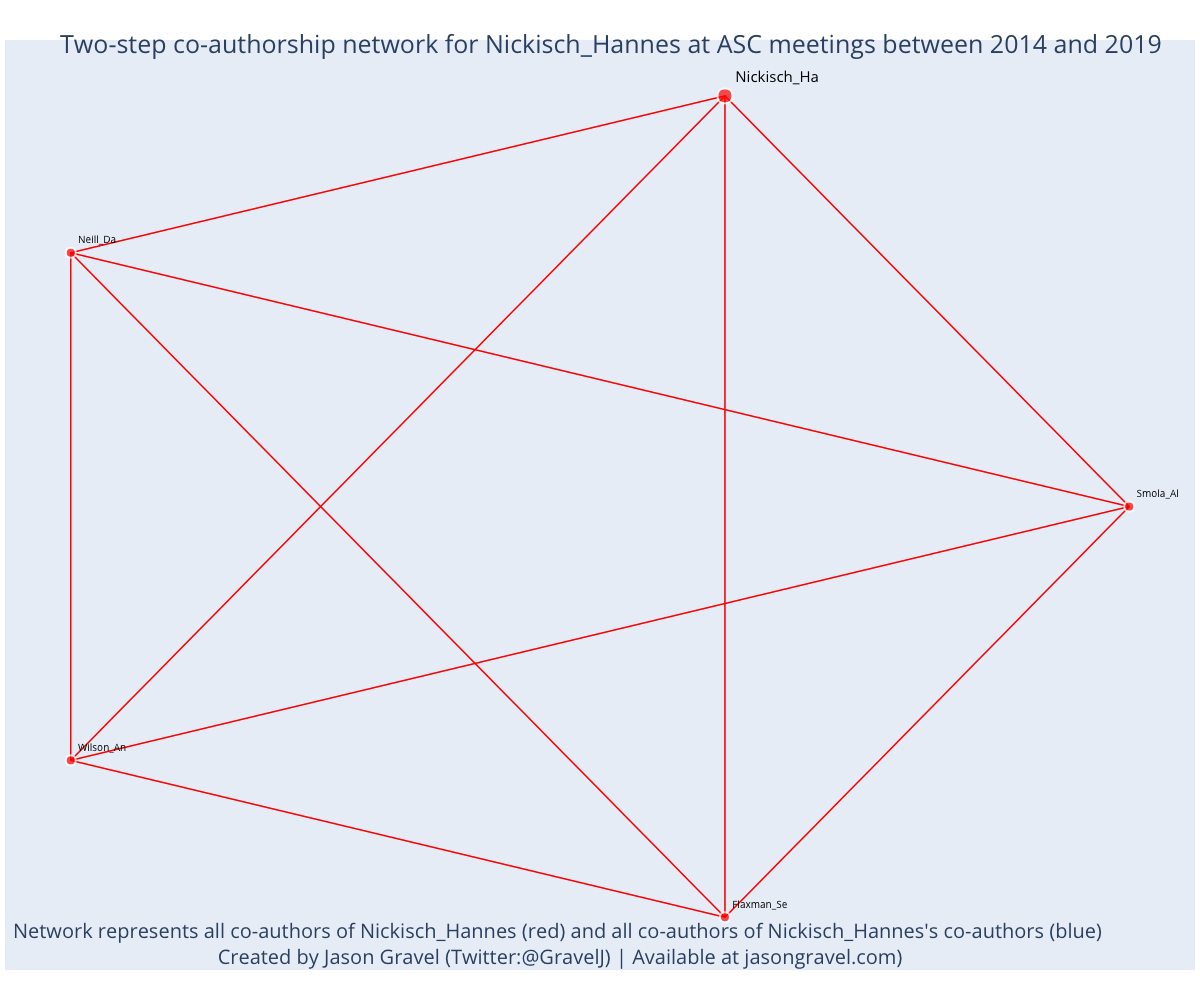 Two-step co-authorship network for Nickisch_Hannes at ASC meetings between 2014 and 2019
Nickisch_Ha
Neill_Da
Smola_Al
Wilson_An
Flaxman_Se
Network represents all co-authors of Nickisch_Hannes (red) and all co-authors of Nickisch_Hannes's co-authors (blue)
Created by Jason Gravel (Twitter:@GravelJ) | Available at jasongravel.com)